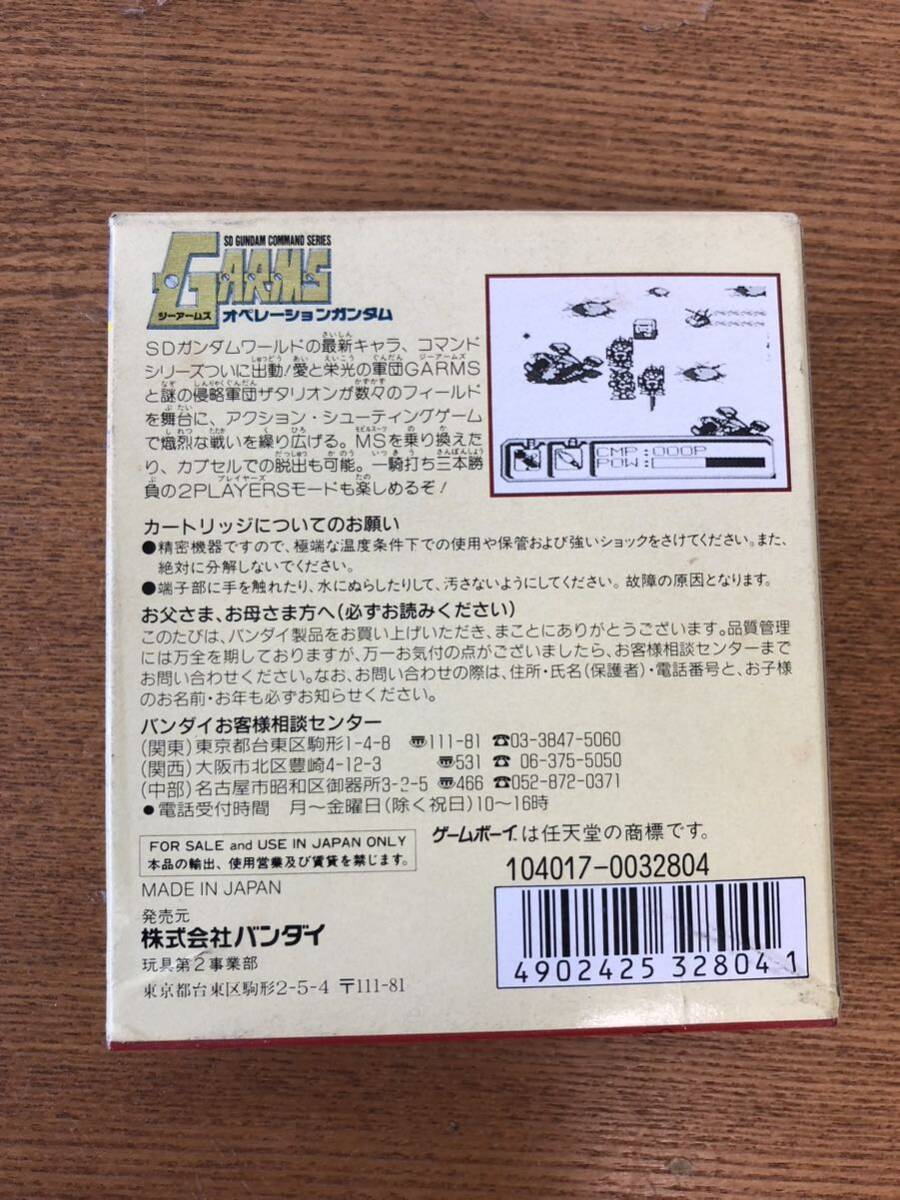 SD GUNDAM COMMAND SERIES
GARMS
ジーアームズ
オペレーションガンダム
SDガンダムワールドの最新キャラ、コマンド
シリーズついに出動!愛と栄光の軍団GARMS
と謎の侵略軍団ザタリオンが数々のフィールド
を舞台に、アクション・シューティングゲーム
で熾烈な戦いを繰り広げる。MSを乗り換えた
り、カプセルでの脱出も可能。一騎打ち三本勝
負の2PLAYERSモードも楽しめるぞ!
CMP:000P
POW:
カートリッジについてのお願い
●精密機器ですので、極端な温度条件下での使用や保管および強いショックをさけてください。また、
絶対に分解しないでください。
●端子部に手を触れたり、水にぬらしたりして、汚さないようにしてください。故障の原因となります。
お父さま、お母さま方へ(必ずお読みください)
このたびは、バンダイ製品をお買い上げいただき、まことにありがとうございます。品質管理
には万全を期しておりますが、万一お気付の点がございましたら、お客様相談センターまで
お問い合わせください。なお、お問い合わせの際は、住所・氏名(保護者)・電話番号と、お子様
のお名前・お年も必ずお知らせください。
バンダイお客様相談センター
(関東)東京都台東区駒形1-4-8 〠111-81 ☎03-3847-5060
(関西)大阪市北区豊崎4-12-3 〠531 ☎06-375-5050
(中部)名古屋市昭和区御器所3-2-5 〠466 ☎052-872-0371
●電話受付時間 月〜金曜日(除く祝日)10〜16時
FOR SALE and USE IN JAPAN ONLY
本品の輸出、使用営業及び賃貸を禁じます。
ゲームボーイは任天堂の商標です。
104017-0032804
MADE IN JAPAN
発売元
株式会社バンダイ
玩具第2事業部
東京都台東区駒形2-5-4 〒111-81
4902425328041